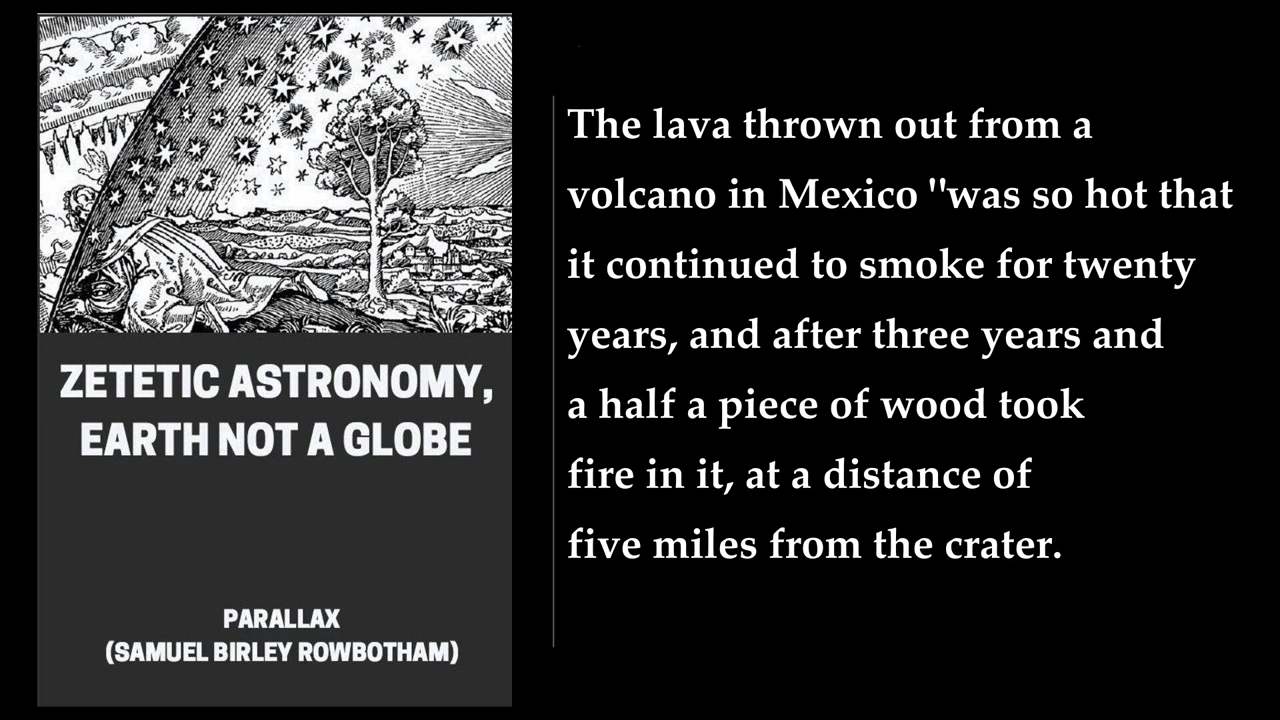 ZETETIC ASTRONOMY,
EARTH NOT A GLOBE
PARALLAX
(SAMUEL BIRLEY ROWBOTHAM)
The lava thrown out from a
volcano in Mexico "was so hot that
it continued to smoke for twenty
years, and after three years and
a half a piece of wood took
fire in it, at a distance of
five miles from the crater.